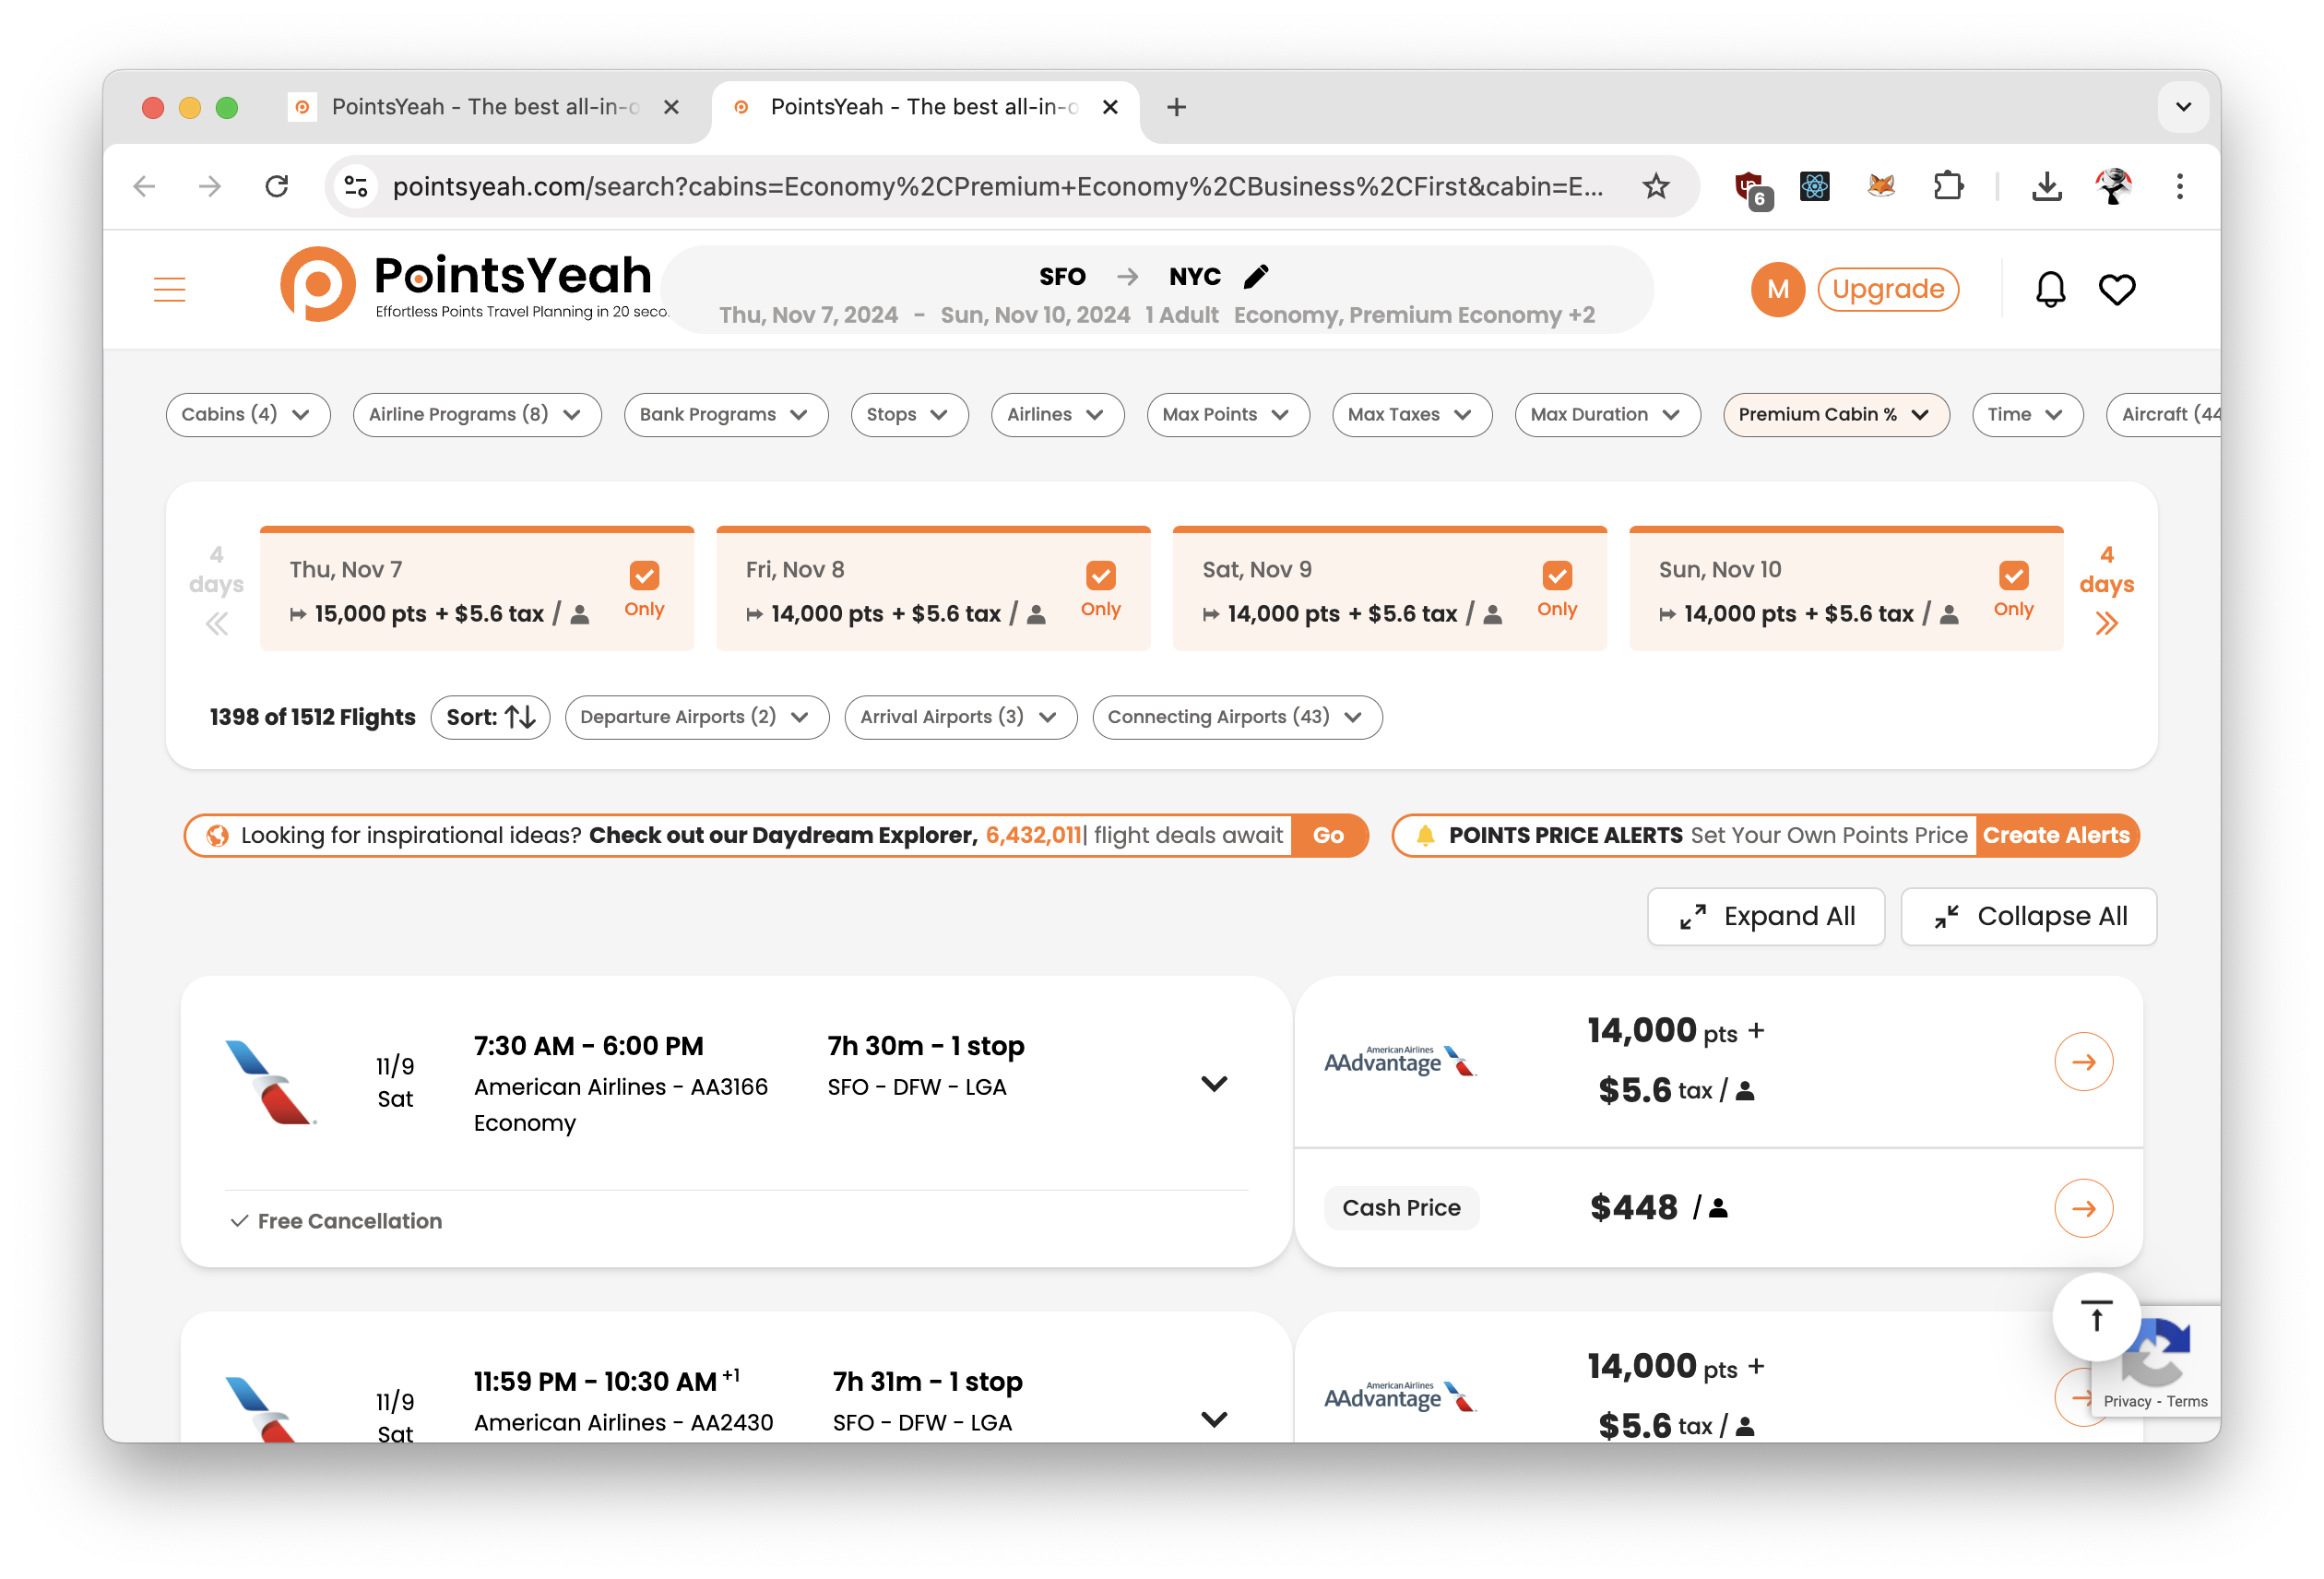 PointsYeah - The best all-in-o
PointsYeah - The best all-in-o
pointsyeah.com/search?cabins=Economy%2CPremium+Economy%2CBusiness%2CFirst&cabin=E...
6
PointsYeah
Effortless Points Travel Planning in 20 secon
SFO → NYC
Thu, Nov 7, 2024 - Sun, Nov 10, 2024 1 Adult Economy, Premium Economy +2
M
Upgrade
Cabins (4) Airline Programs (8) Bank Programs Stops Airlines Max Points Max Taxes Max Duration Premium Cabin % Time Aircraft (44
4 days
Thu, Nov 7
15,000 pts + $5.6 tax /
Only
Fri, Nov 8
14,000 pts + $5.6 tax /
Only
Sat, Nov 9
14,000 pts + $5.6 tax /
Only
Sun, Nov 10
14,000 pts + $5.6 tax /
Only
4 days
1398 of 1512 Flights Sort: Departure Airports (2) Arrival Airports (3) Connecting Airports (43)
Looking for inspirational ideas? Check out our Daydream Explorer, 6,432,011| flight deals await Go
POINTS PRICE ALERTS Set Your Own Points Price Create Alerts
Expand All Collapse All
11/9
Sat
7:30 AM - 6:00 PM
American Airlines - AA3166
Economy
7h 30m - 1 stop
SFO - DFW - LGA
✓ Free Cancellation
American Airlines
AAdvantage
14,000 pts +
$5.6 tax /
Cash Price
$448 /
11/9
Sat
11:59 PM - 10:30 AM +1
American Airlines - AA2430
7h 31m - 1 stop
SFO - DFW - LGA
American Airlines
AAdvantage
14,000 pts +
$5.6 tax /
Privacy - Terms